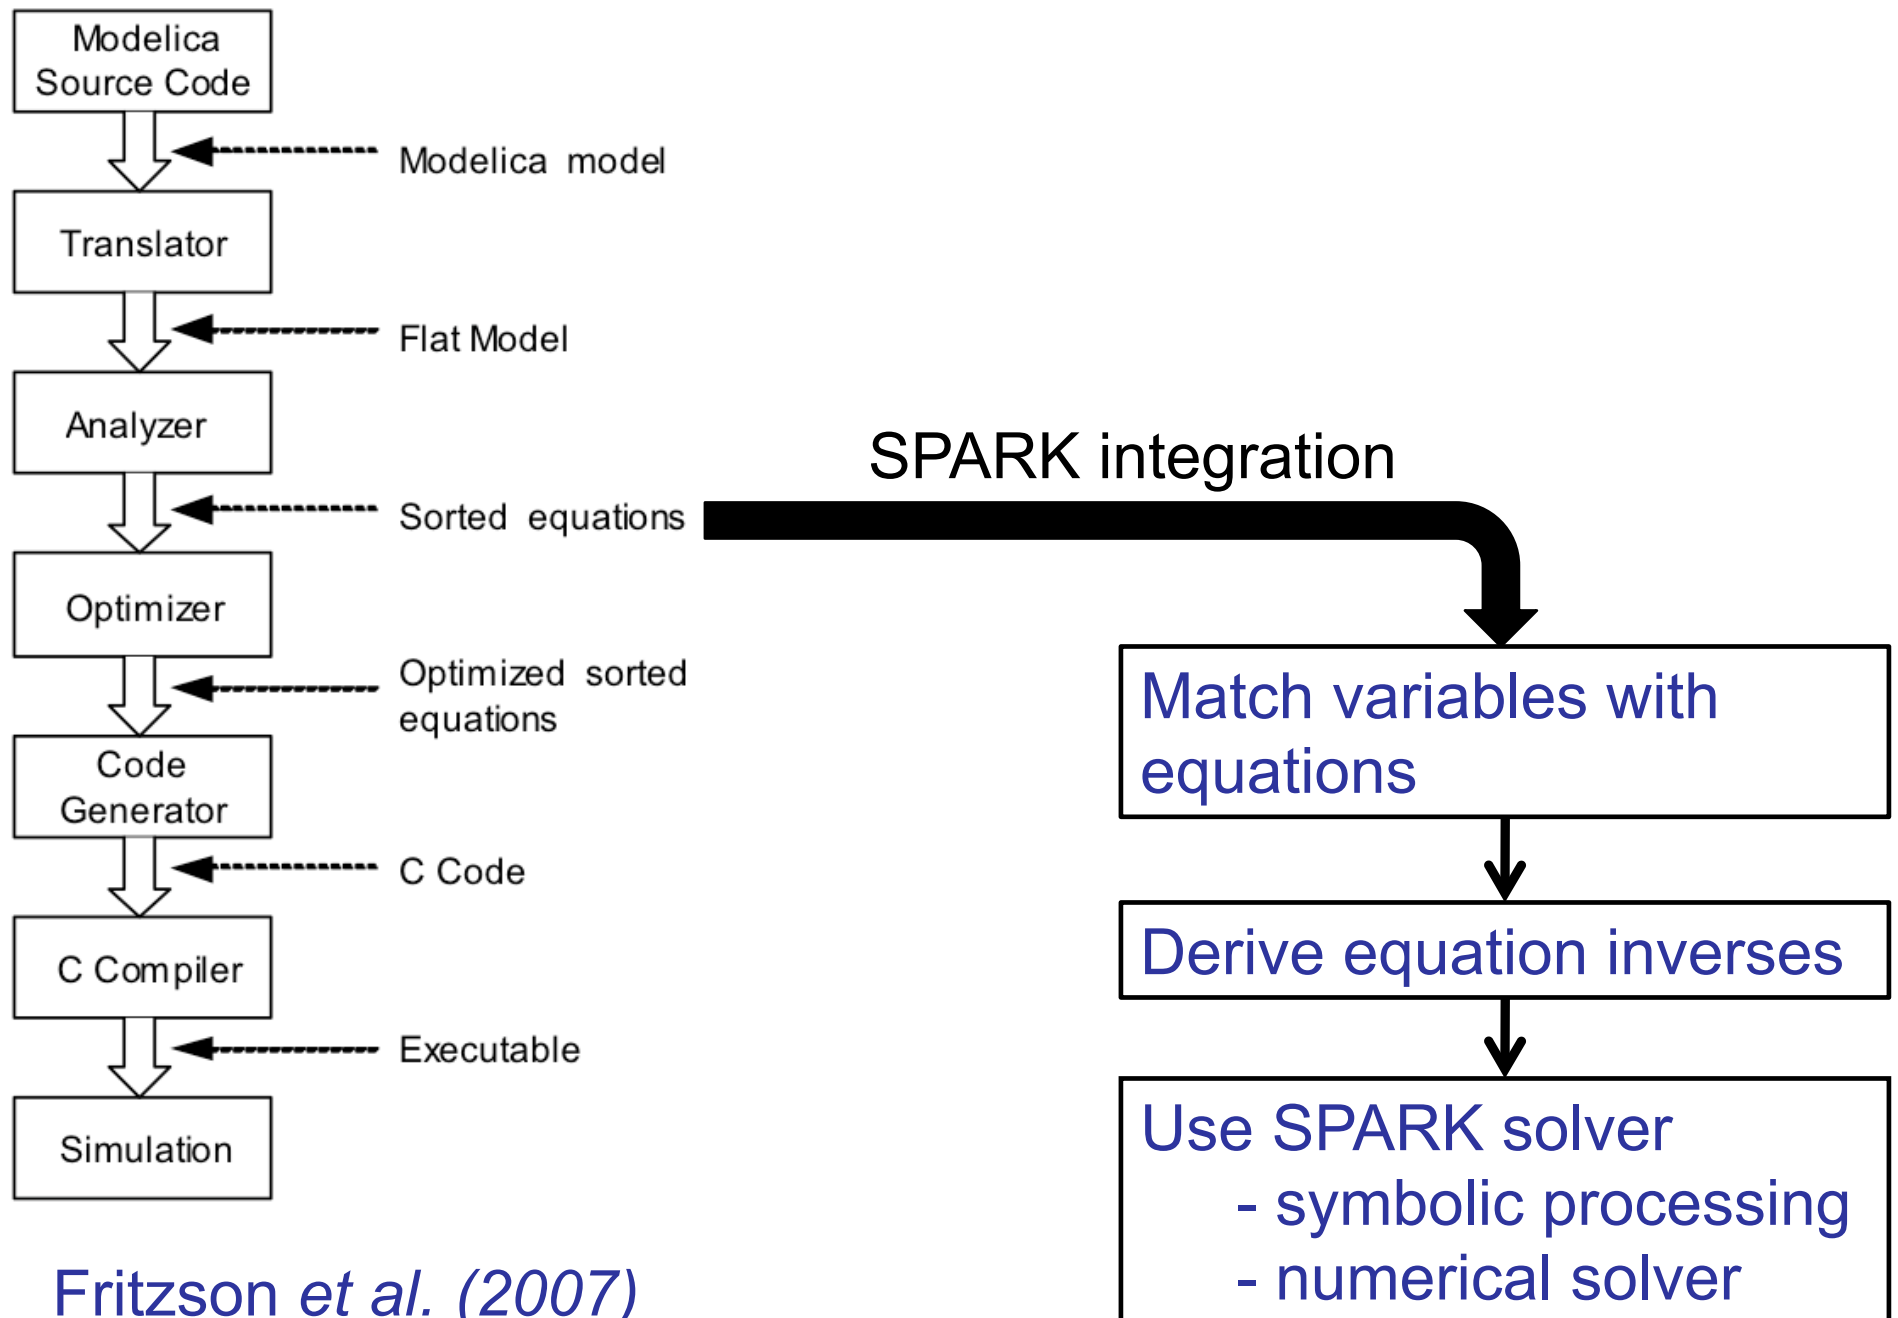 Modelica
Source Code
Modelica model
Translator
Flat Model
Analyzer
Sorted equations
Optimizer
Optimized sorted
equations
Code
Generator
C Code
C Compiler
Executable
Simulation
Fritzson et al. (2007)
SPARK integration
Match variables with
equations
Derive equation inverses
Use SPARK solver
- symbolic processing
- numerical solver